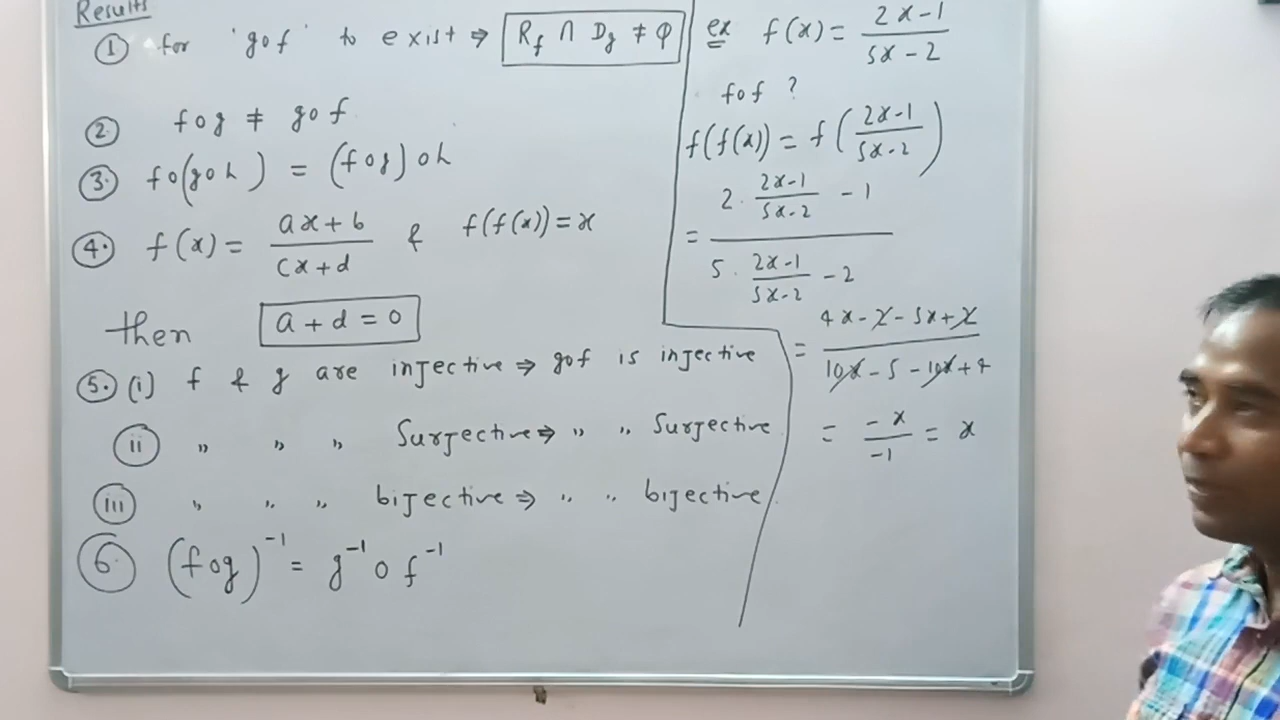 Results
① for 'gof' to exist ⇒ R_f ∩ D_g ≠ φ
② fog ≠ gof
③. fo(goh) = (fog)oh
④. f(x) = (ax+b)/(cx+d) & f(f(x)) = x
then a + d = 0
⑤. (i) f & g are injective ⇒ gof is injective
ii " " " Surjective ⇒ " " Surjective
iii " " " bijective ⇒ " " bijective
⑥. (fog)⁻¹ = g⁻¹ o f⁻¹
ex f(x) = (2x-1)/(5x-2)
fof ?
f(f(x)) = f((2x-1)/(5x-2))
= (2·(2x-1)/(5x-2) - 1)/(5·(2x-1)/(5x-2) - 2)
= (4x-2-5x+2)/(10x-5-10x+4)
= -x/-1 = x